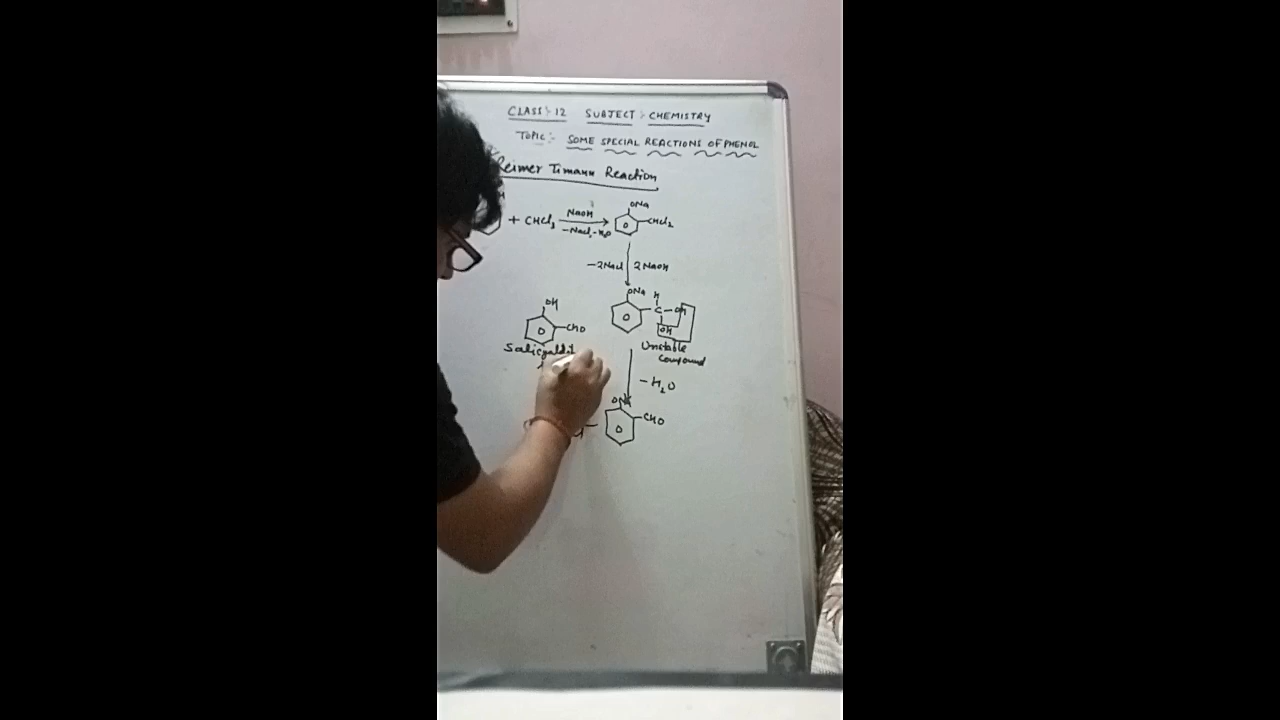 CLASS:- 12 SUBJECT:- CHEMISTRY
TOPIC:- SOME SPECIAL REACTIONS OF PHENOL
Reimer Timann Reaction
+ CHCl3 NaOH
-NaCl, -H2O
ONa
CHCl2
-2NaCl 2NaOH
ONa
H
C - OH
OH
Unstable
Compound
OH
CHO
-H2O
ONa
CHO